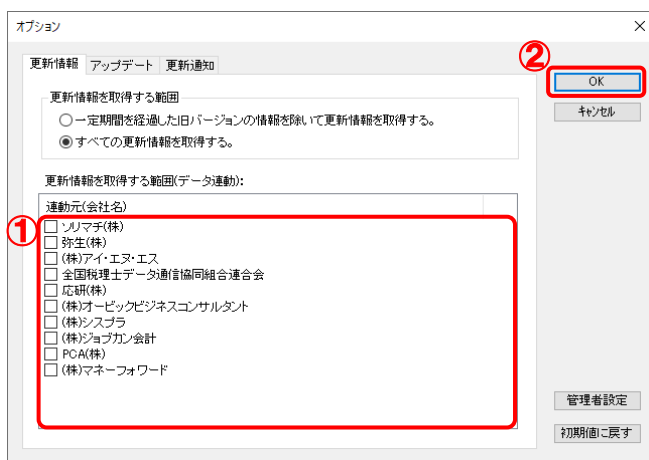 オプション
②
更新情報 アップデート 更新通知
OK
更新情報を取得する範囲
キャンセル
一定期間を経過した旧バージョンの情報を除いて更新情報を取得する。
すべての更新情報を取得する。
更新情報を取得する範囲(データ連動):
連動元(会社名)
①
ソリマチ(株)
弥生(株)
(株)アイ・エヌ・エス
全国税理士データ通信協同組合連合会
応研(株)
(株)オービックビジネスコンサルタント
(株)シスプラ
(株)ジョブカン会計
PCA(株)
(株)マネーフォワード
管理者設定
初期値に戻す